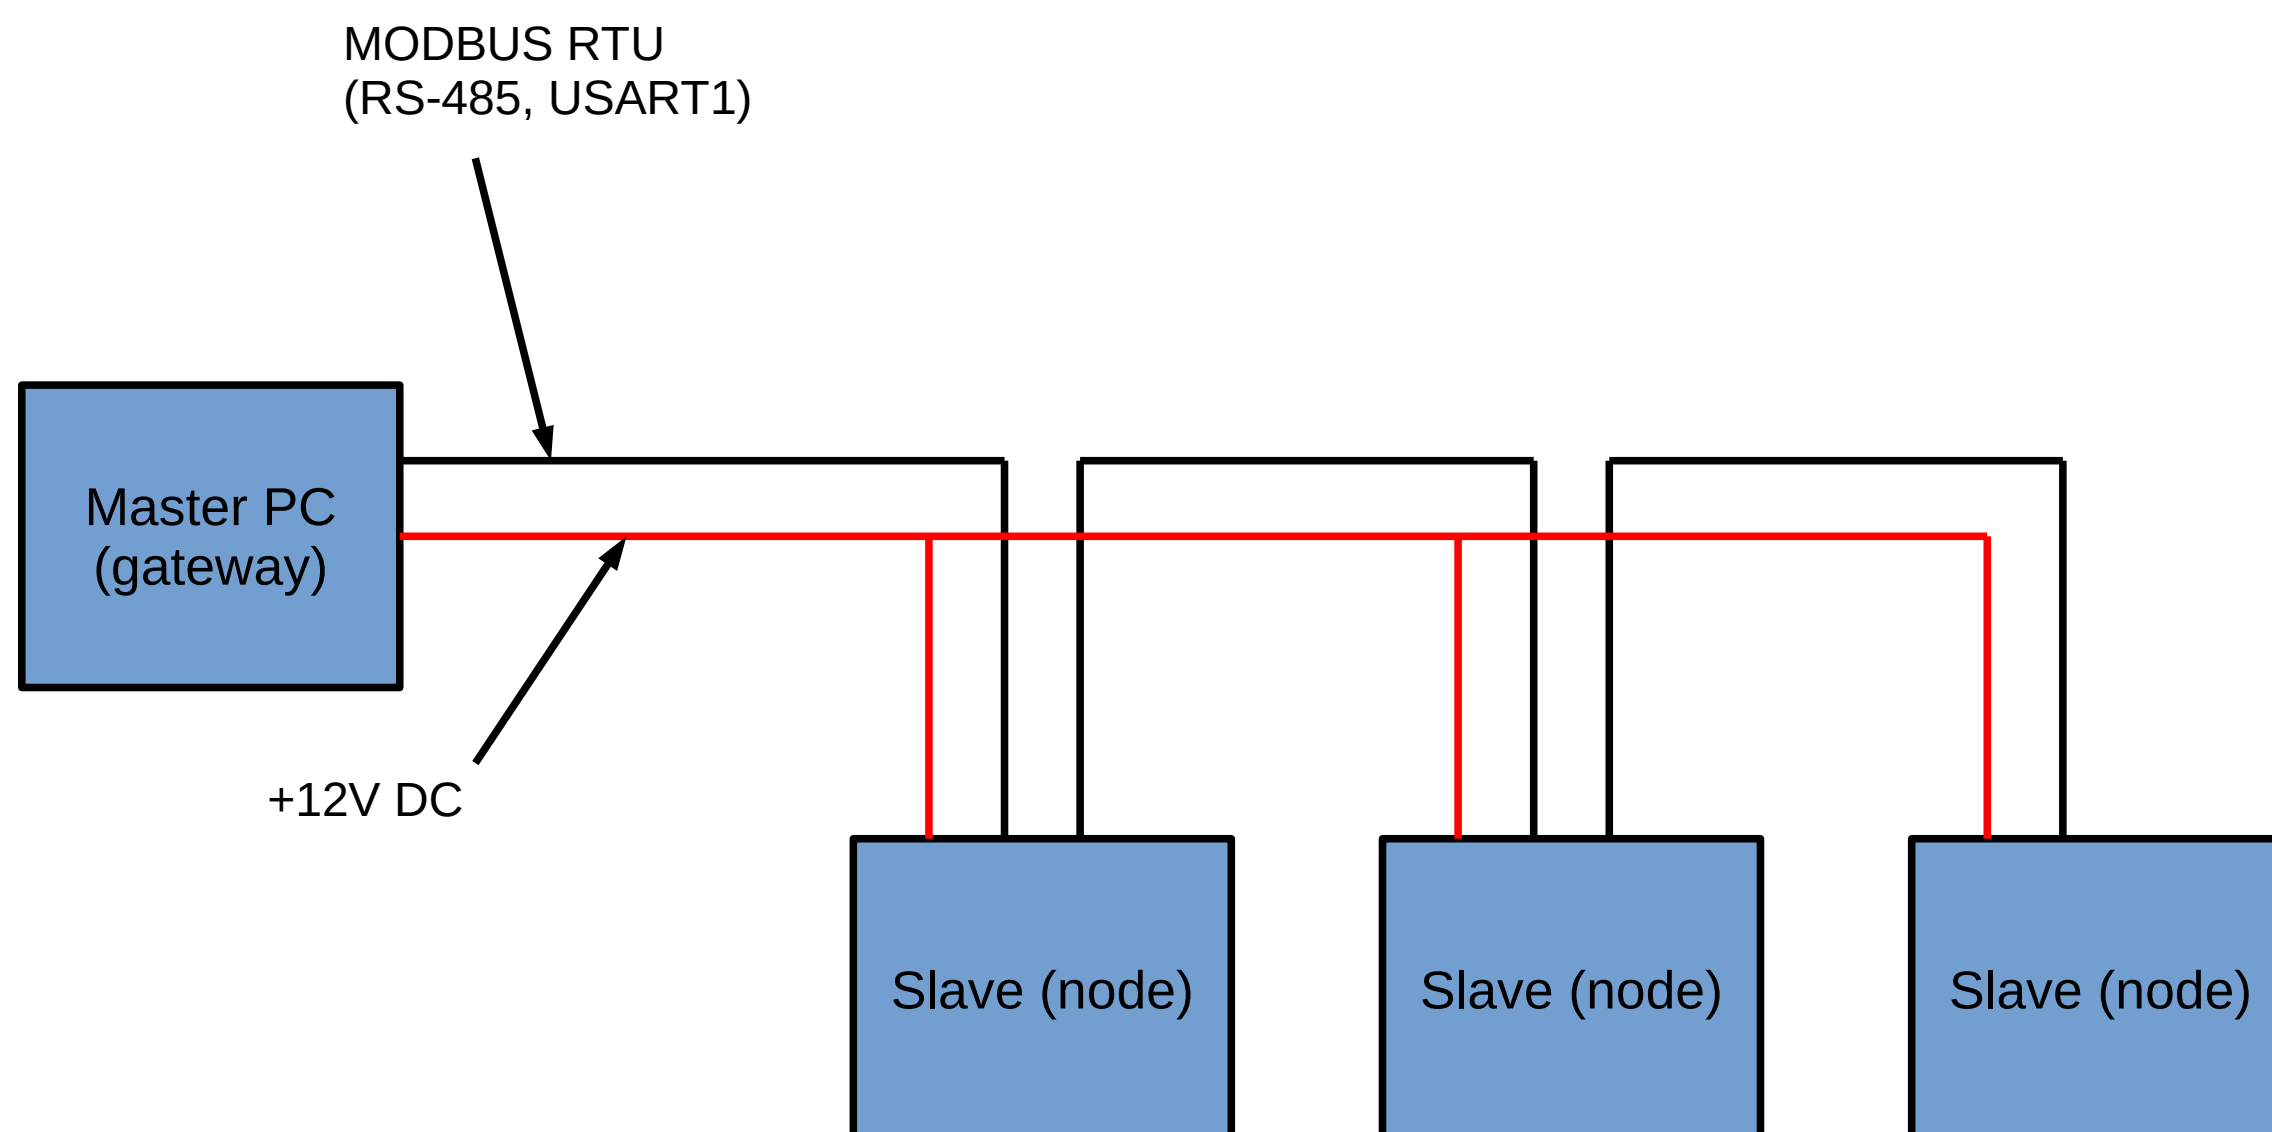 MODBUS RTU
(RS-485, USART1)
Master PC
(gateway)
+12V DC
Slave (node)
Slave (node)
Slave (node)